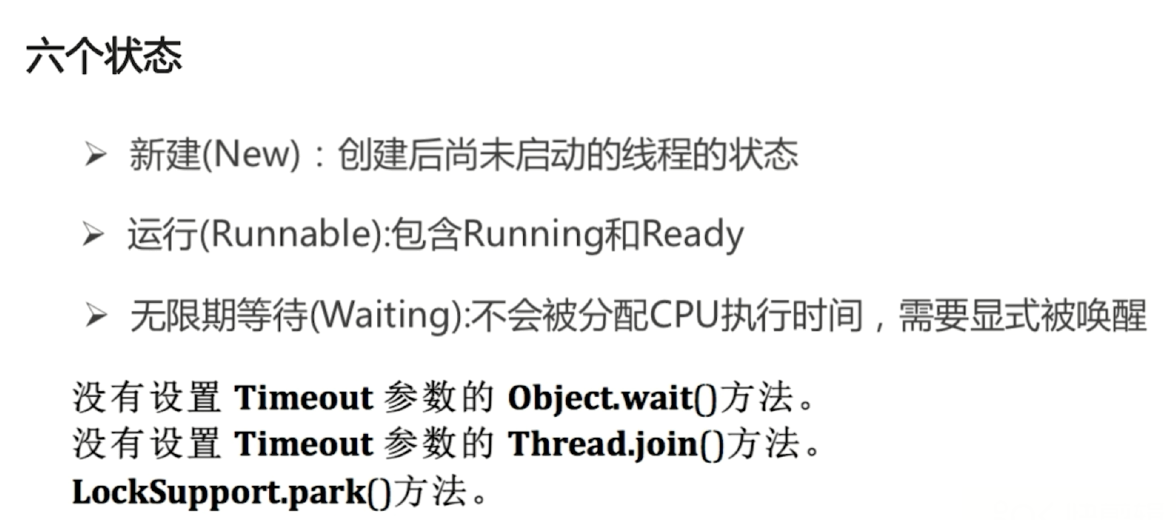 六个状态
➢ 新建(New)：创建后尚未启动的线程的状态
➢ 运行(Runnable):包含Running和Ready
➢ 无限期等待(Waiting):不会被分配CPU执行时间，需要显式被唤醒
没有设置 Timeout 参数的 Object.wait()方法。
没有设置 Timeout 参数的 Thread.join()方法。
LockSupport.park()方法。